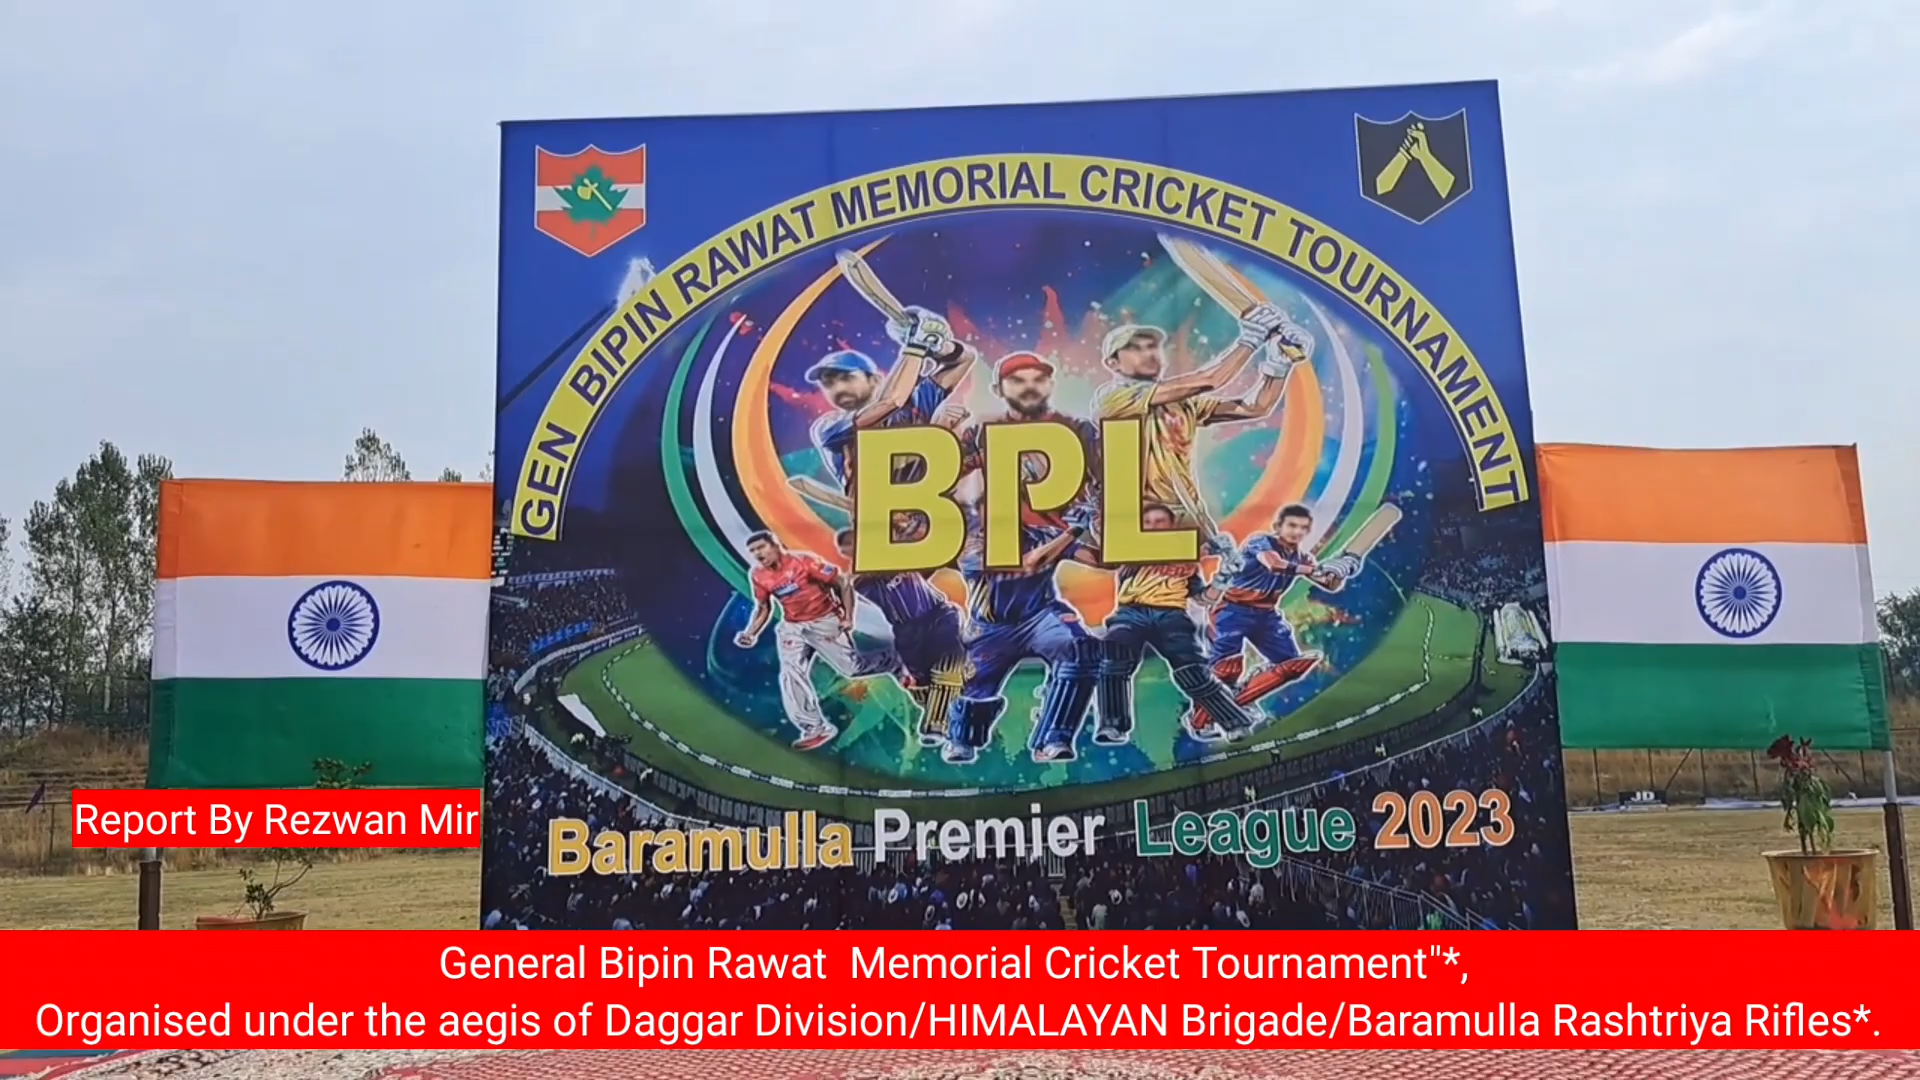 GEN BIPIN RAWAT MEMORIAL CRICKET TOURNAMENT
BPL
Baramulla Premier League 2023
JD
Report By Rezwan Mir
General Bipin Rawat  Memorial Cricket Tournament"*,
Organised under the aegis of Daggar Division/HIMALAYAN Brigade/Baramulla Rashtriya Rifles*.